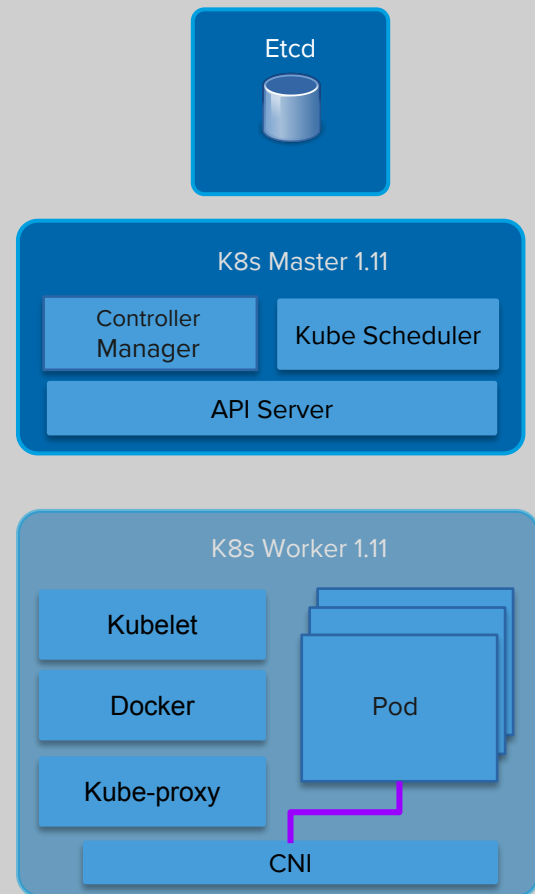 Etcd
K8s Master 1.11
Controller
Manager
Kube Scheduler
API Server
K8s Worker 1.11
Kubelet
Docker
Kube-proxy
Pod
CNI